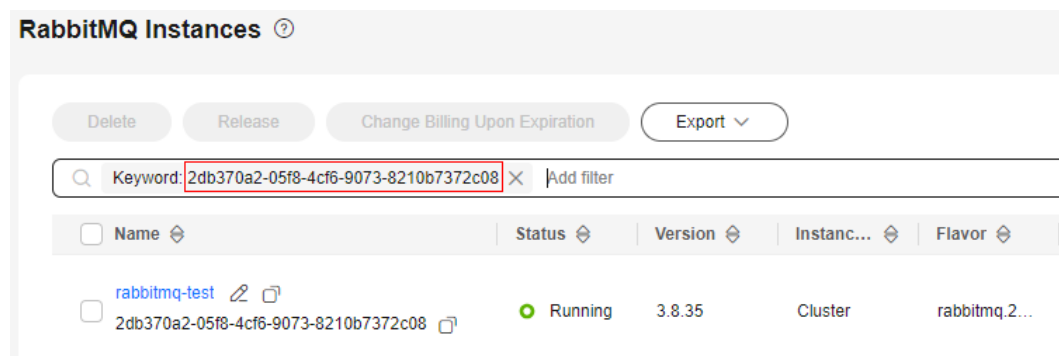 RabbitMQ Instances
Delete Release Change Billing Upon Expiration Export
Keyword: 2db370a2-05f8-4cf6-9073-8210b7372c08 Add filter
Name Status Version Instanc... Flavor
rabbitmq-test
2db370a2-05f8-4cf6-9073-8210b7372c08 Running 3.8.35 Cluster rabbitmq.2...